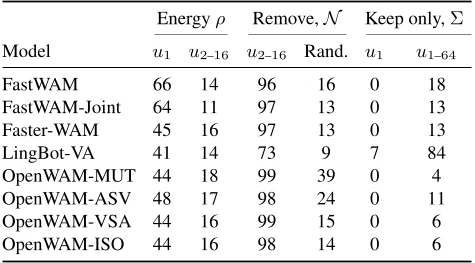 Energy ρ Remove, 𝒩 Keep only, Σ
Model u₁ u₂₋₁₆ u₂₋₁₆ Rand. u₁ u₁₋₆₄
FastWAM 66 14 96 16 0 18
FastWAM-Joint 64 11 97 13 0 13
Faster-WAM 45 16 97 13 0 13
LingBot-VA 41 14 73 9 7 84
OpenWAM-MUT 44 18 99 39 0 4
OpenWAM-ASV 48 17 98 24 0 11
OpenWAM-VSA 44 16 99 15 0 6
OpenWAM-ISO 44 16 98 14 0 6